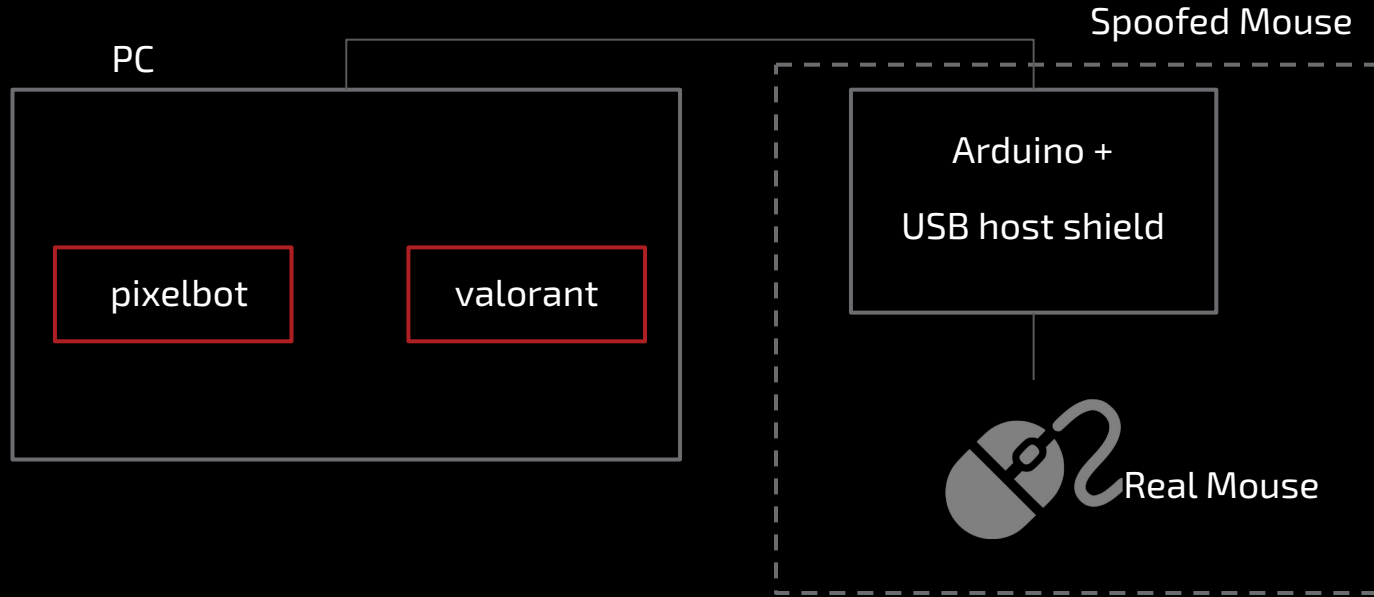 PC
Spoofed Mouse
Arduino +
USB host shield
pixelbot
valorant
Real Mouse